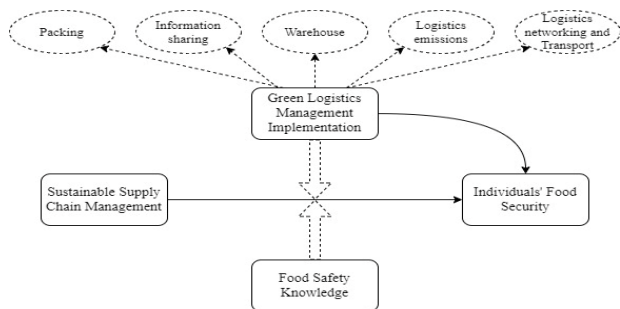 Packing
Information
sharing
Warehouse
Logistics
emissions
Logistics
networking and
Transport
Green Logistics
Management
Implementation
Sustainable Supply
Chain Management
Individuals' Food
Security
Food Safety
Knowledge